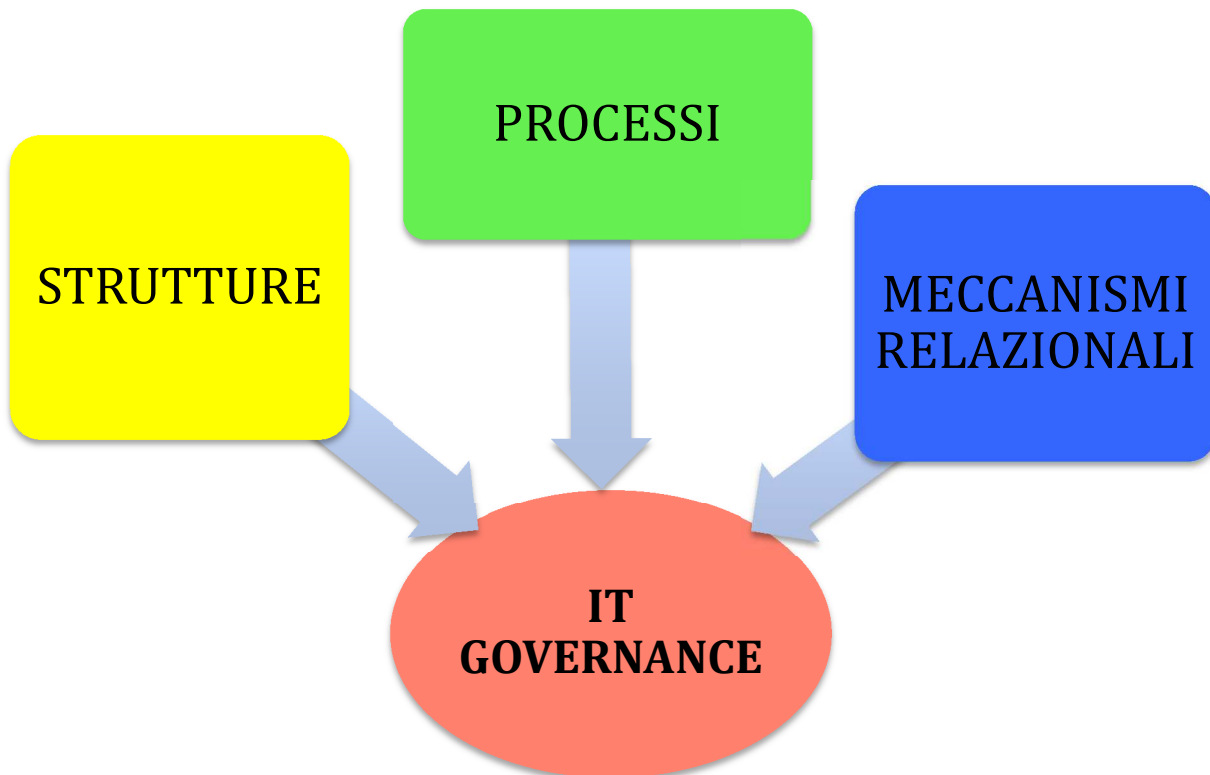 PROCESSI
STRUTTURE
MECCANISMI
RELAZIONALI
IT
GOVERNANCE